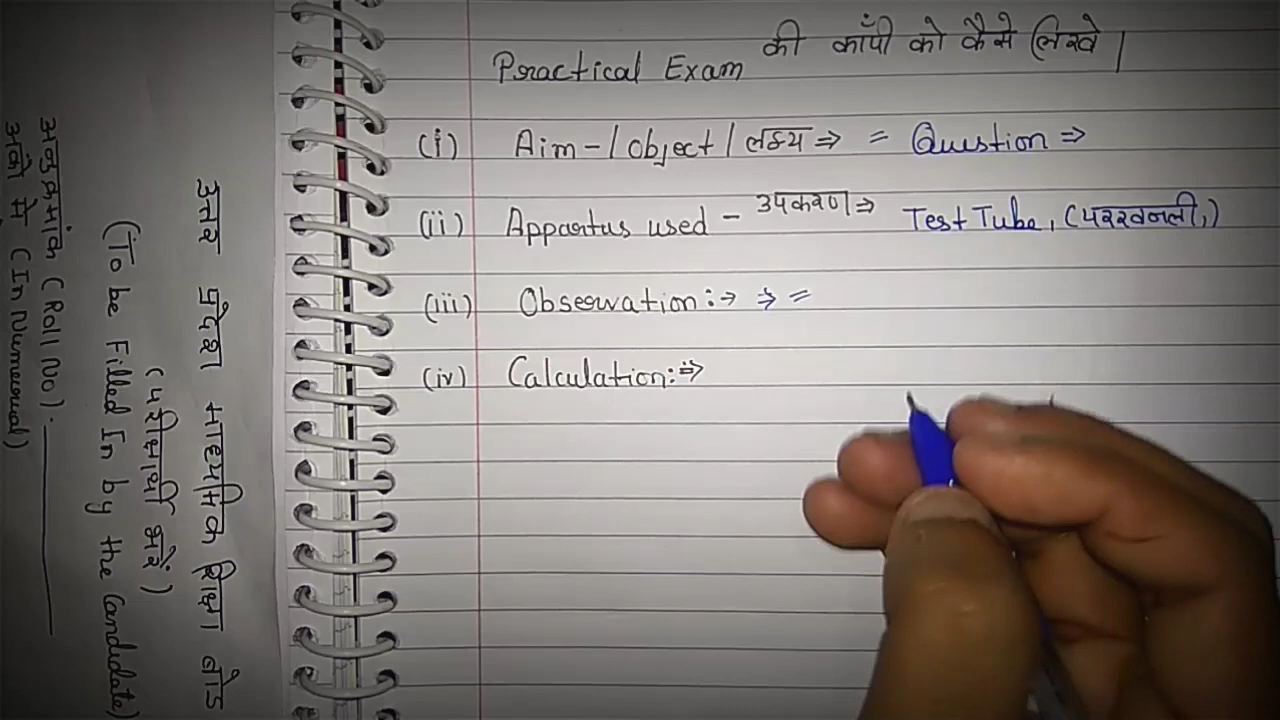 Practical Exam की कॉपी को कैसे लिखे |
(i) Aim-/object/लक्ष्य⇒ = Question ⇒
(ii) Appartus used - उपकरण⇒ Test Tube, (परखनली,)
(iii) Observation:→ ⇒ =
(iv) Calculation:⇒
उत्तर प्रदेश माध्यमिक शिक्षा बोर्ड
(परीक्षार्थी भरें)
(To be Filled In by the Candidate)
अनुक्रमांक (Roll No).
अंको में (In Numerical)